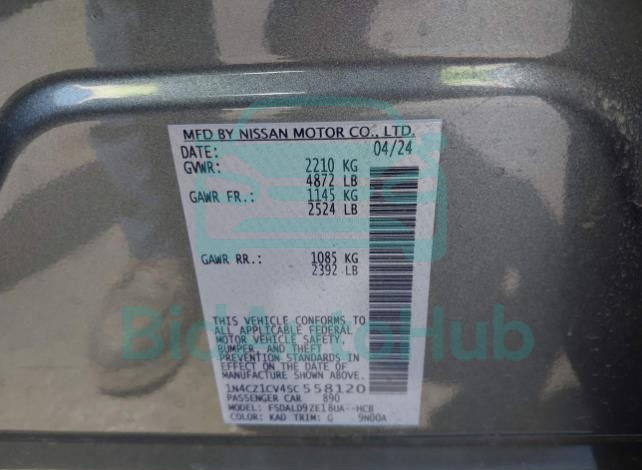 MFD BY NISSAN MOTOR CO., LTD.
DATE: 04/24
GVWR: 2210 KG
4872 LB
GAWR FR.: 1145 KG
2524 LB
GAWR RR.: 1085 KG
2392 LB
THIS VEHICLE CONFORMS TO
ALL APPLICABLE FEDERAL
MOTOR VEHICLE SAFETY,
BUMPER, AND THEFT
PREVENTION STANDARDS
IN EFFECT ON THE DATE OF
MANUFACTURE SHOWN ABOVE.
1N4CZ1CV4SC558120
PASSENGER CAR 890
MODEL: FSDALD9ZE18UA--HCB
COLOR: KAD TRIM: G 9N00A
BidAutoHub